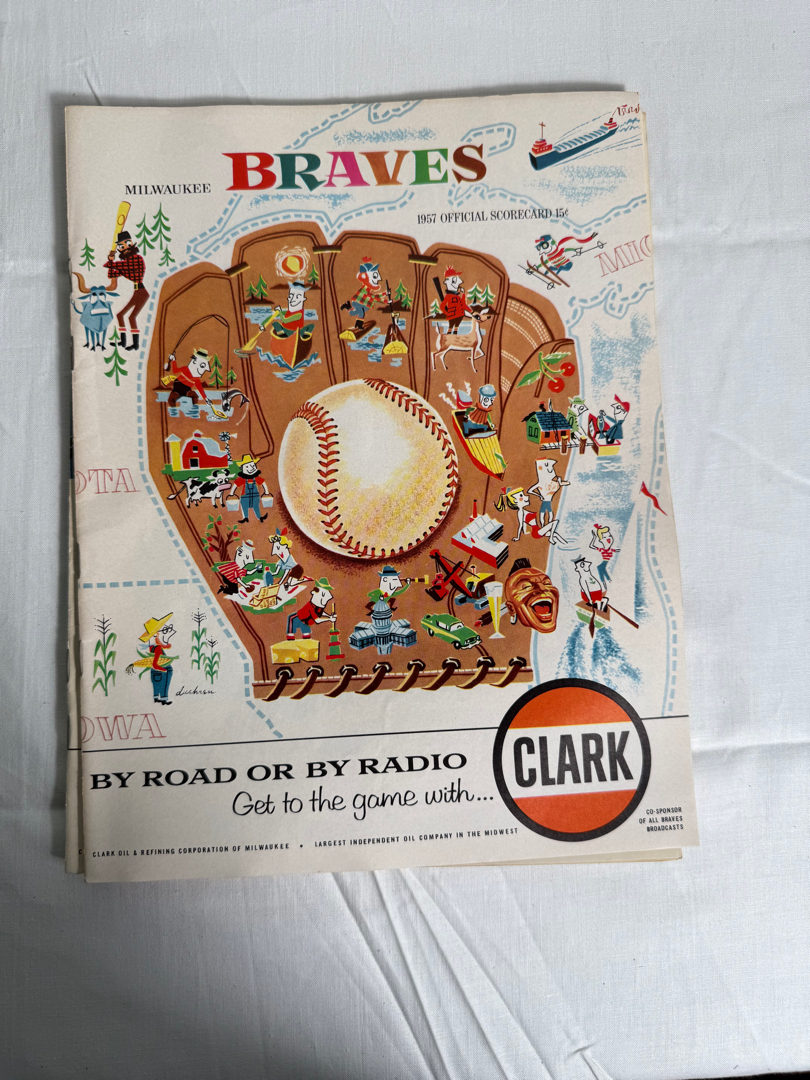 MILWAUKEE BRAVES
1957 OFFICIAL SCORECARD 15¢
MIC
OTA
OWA
BY ROAD OR BY RADIO
Get to the game with...
CLARK
CO-SPONSOR
OF ALL BRAVES
BROADCASTS
CLARK OIL & REFINING CORPORATION OF MILWAUKEE • LARGEST INDEPENDENT OIL COMPANY IN THE MIDWEST